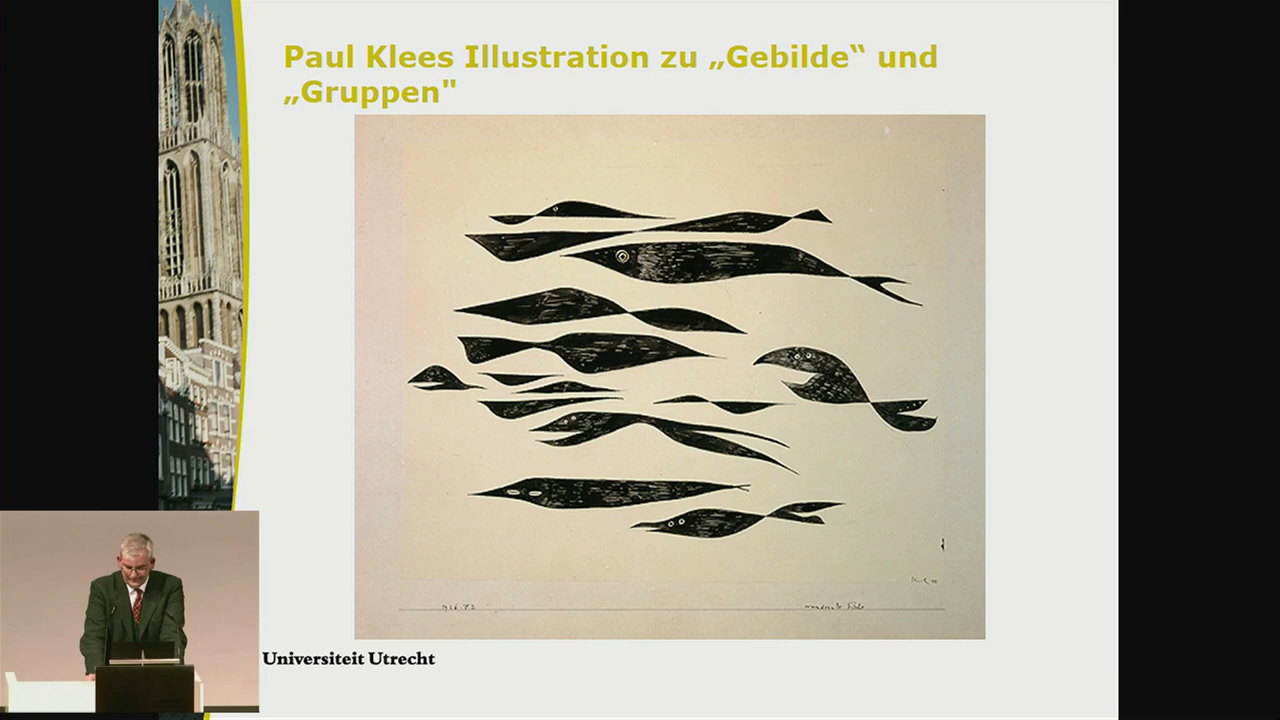 Paul Klees Illustration zu „Gebilde“ und
„Gruppen"
Universiteit Utrecht